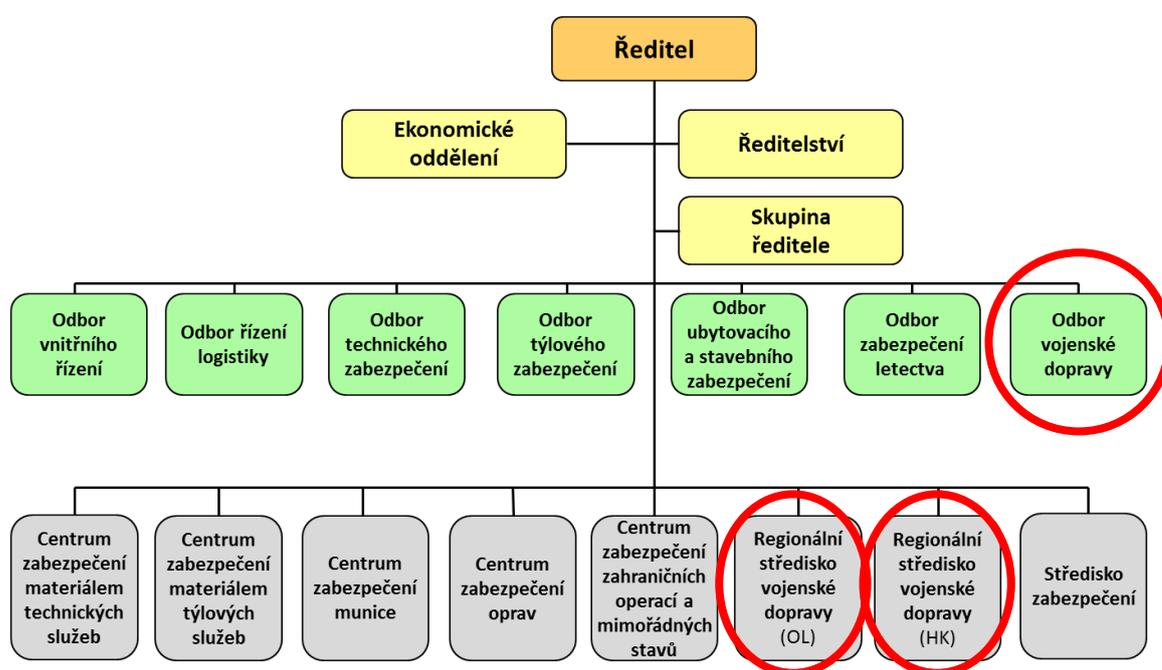 Ředitel
Ekonomické
oddělení
Ředitelství
Skupina
ředitele
Odbor
vnitřního
řízení
Odbor řízení
logistiky
Odbor
technického
zabezpečení
Odbor
týlového
zabezpečení
Odbor
ubytovacího
a stavebního
zabezpečení
Odbor
zabezpečení
letectva
Odbor
vojenské
dopravy
Centrum
zabezpečení
materiálem
technických
služeb
Centrum
zabezpečení
materiálem
týlových
služeb
Centrum
zabezpečení
munice
Centrum
zabezpečení
oprav
Centrum
zabezpečení
zahraničních
operací a
mimořádných
stavů
Regionální
středisko
vojenské
dopravy
(OL)
Regionální
středisko
vojenské
dopravy
(HK)
Středisko
zabezpečení